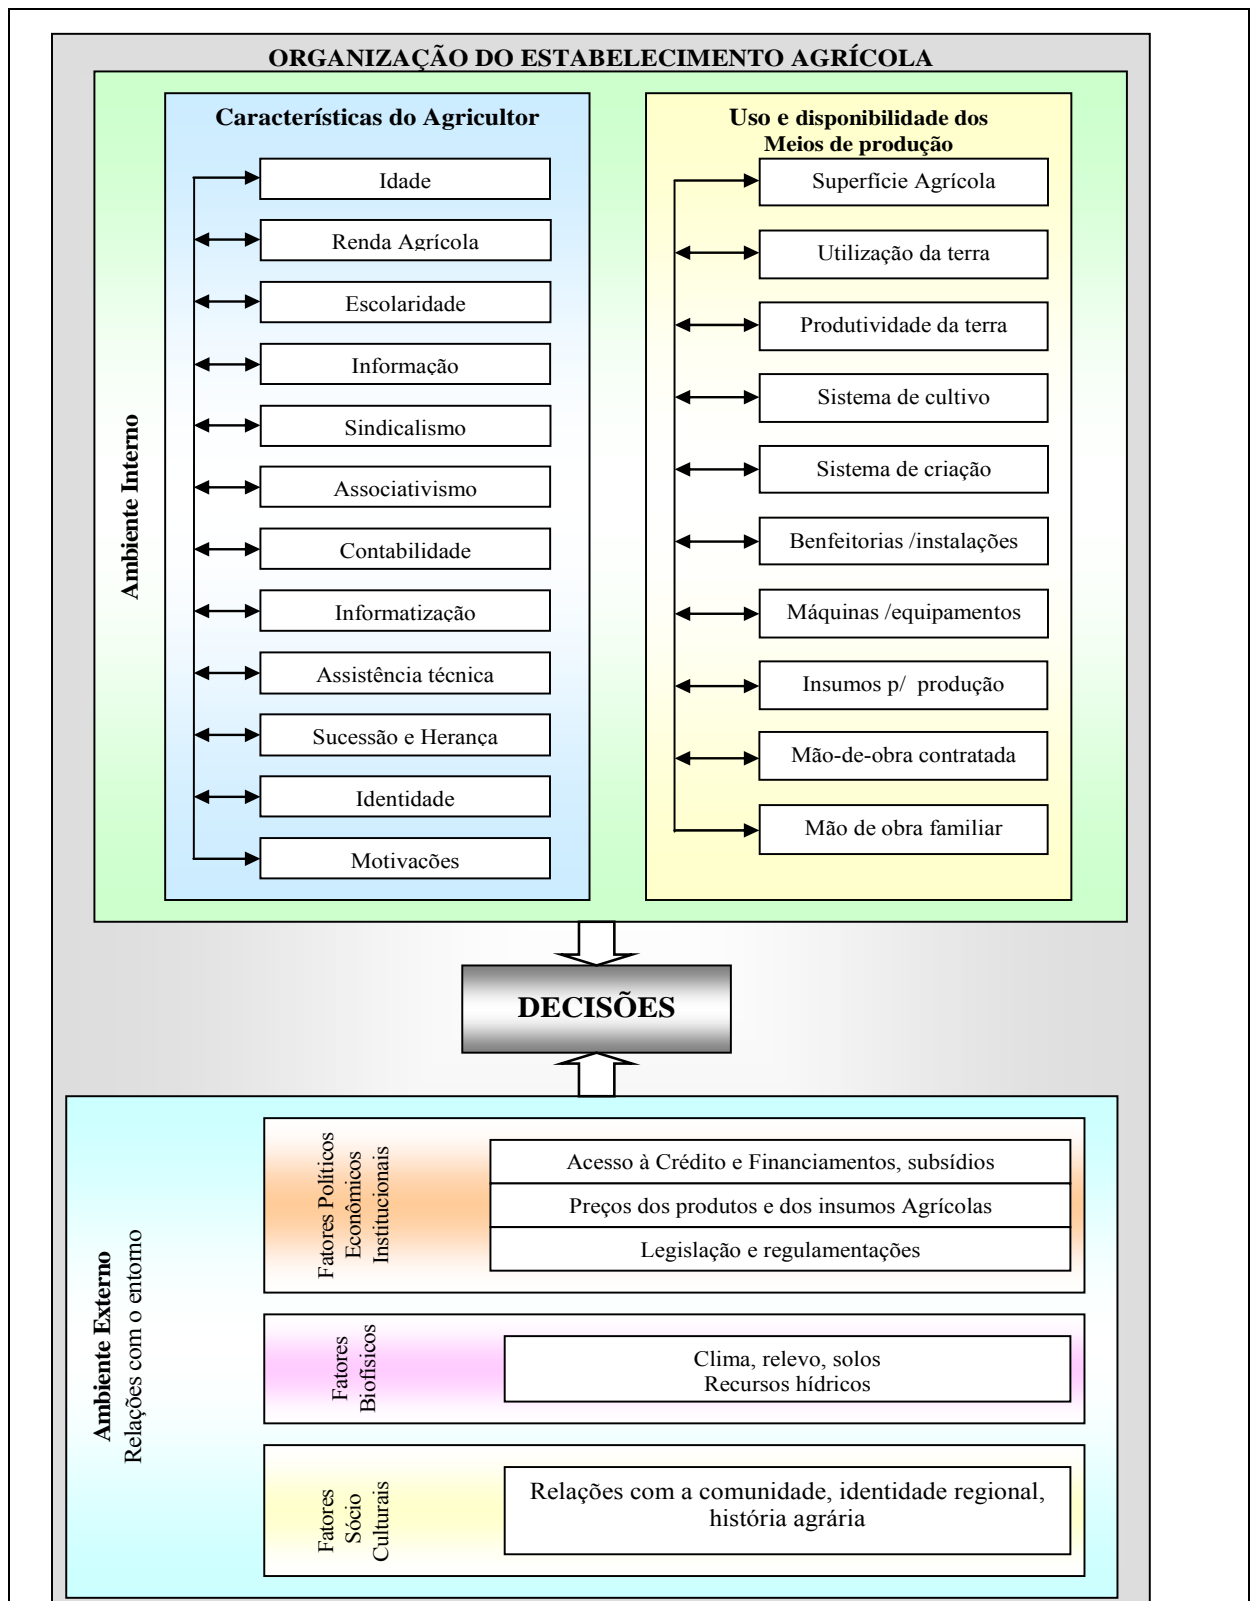 ORGANIZAÇÃO DO ESTABELECIMENTO AGRÍCOLA
Ambiente Interno
Características do Agricultor
Idade
Renda Agrícola
Escolaridade
Informação
Sindicalismo
Associativismo
Contabilidade
Informatização
Assistência técnica
Sucessão e Herança
Identidade
Motivacões
Uso e disponibilidade dos
Meios de produção
Superfície Agrícola
Utilização da terra
Produtividade da terra
Sistema de cultivo
Sistema de criação
Benfeitorias /instalações
Máquinas /equipamentos
Insumos p/ produção
Mão-de-obra contratada
Mão de obra familiar
DECISÕES
Ambiente Externo
Relações com o entorno
Fatores Políticos
Econômicos
Institucionais
Acesso à Crédito e Financiamentos, subsídios
Preços dos produtos e dos insumos Agrícolas
Legislação e regulamentações
Fatores
Biofísicos
Clima, relevo, solos
Recursos hídricos
Fatores
Sócio
Culturais
Relações com a comunidade, identidade regional,
história agrária